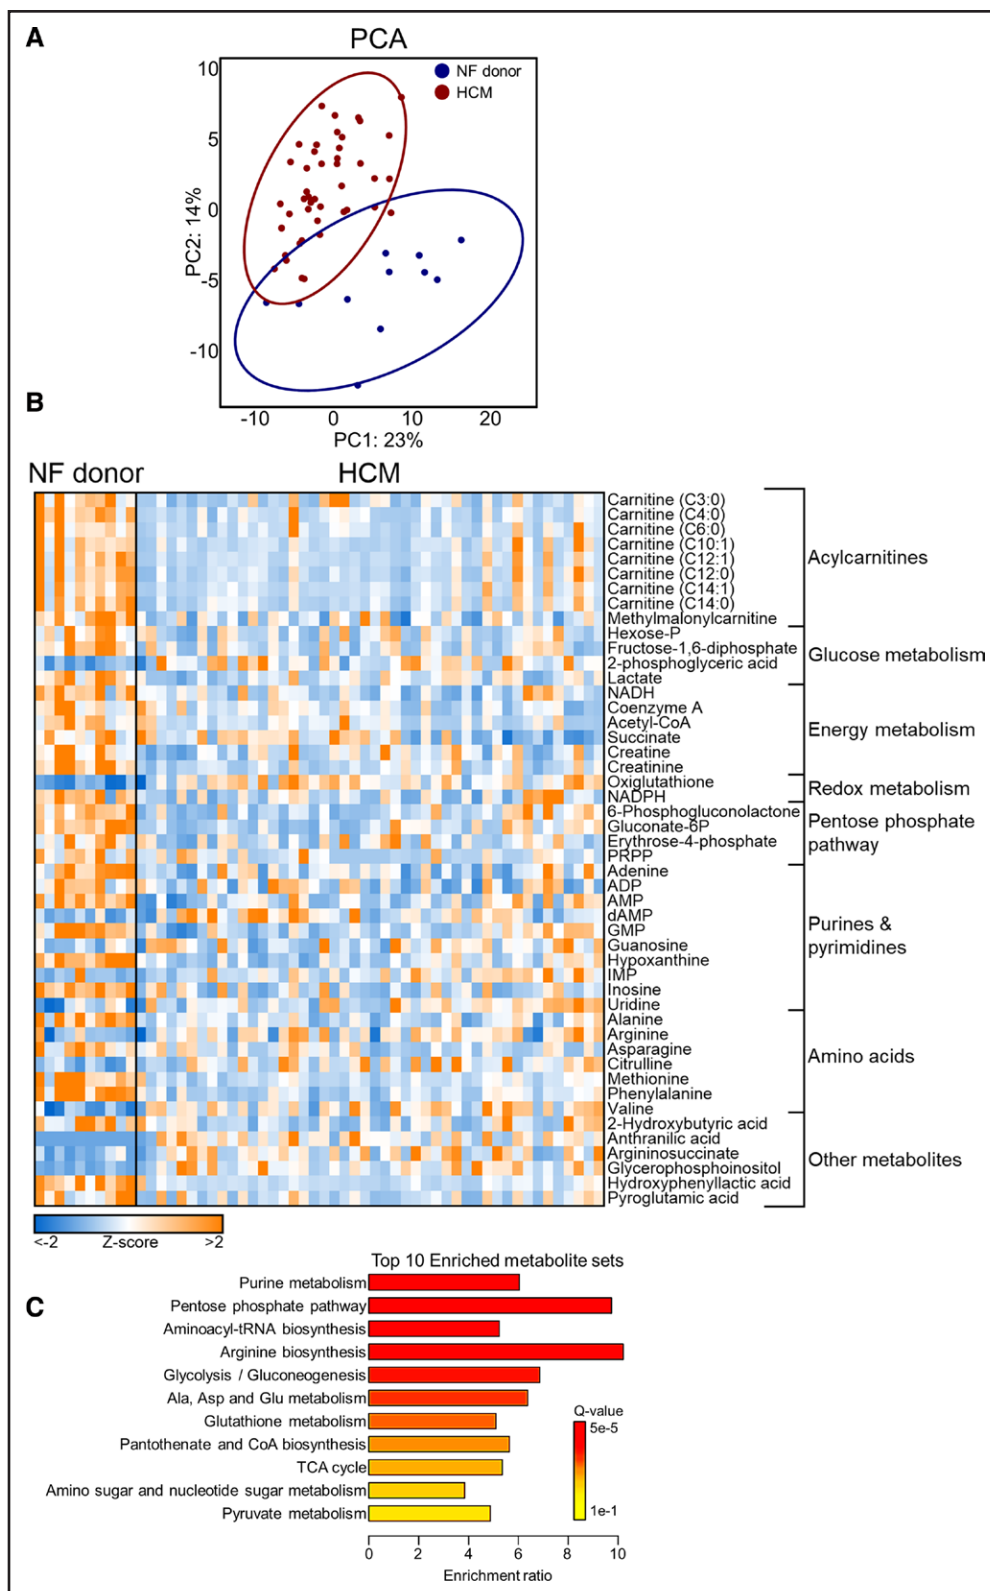 A
PCA
NF donor
HCM
10
5
0
-5
-10
PC2: 14%
-10
0
10
20
PC1: 23%
B
NF donor
HCM
Carnitine (C3:0)
Carnitine (C4:0)
Carnitine (C6:0)
Carnitine (C10:1)
Carnitine (C12:1)
Carnitine (C12:0)
Carnitine (C14:1)
Carnitine (C14:0)
Methylmalonylcarnitine
Hexose-P
Fructose-1,6-diphosphate
2-phosphoglyceric acid
Lactate
NADH
Coenzyme A
Acetyl-CoA
Succinate
Creatine
Creatinine
Oxiglutathione
NADPH
6-Phosphogluconolactone
Gluconate-6P
Erythrose-4-phosphate
PRPP
Adenine
ADP
AMP
dAMP
GMP
Guanosine
Hypoxanthine
IMP
Inosine
Uridine
Alanine
Arginine
Asparagine
Citrulline
Methionine
Phenylalanine
Valine
2-Hydroxybutyric acid
Anthranilic acid
Argininosuccinate
Glycerophosphoinositol
Hydroxyphenyllactic acid
Pyroglutamic acid
Acylcarnitines
Glucose metabolism
Energy metabolism
Redox metabolism
Pentose phosphate
pathway
Purines &
pyrimidines
Amino acids
Other metabolites
<-2
Z-score
>2
C
Top 10 Enriched metabolite sets
Purine metabolism
Pentose phosphate pathway
Aminoacyl-tRNA biosynthesis
Arginine biosynthesis
Glycolysis / Gluconeogenesis
Ala, Asp and Glu metabolism
Glutathione metabolism
Pantothenate and CoA biosynthesis
TCA cycle
Amino sugar and nucleotide sugar metabolism
Pyruvate metabolism
Q-value
5e-5
1e-1
0
2
4
6
8
10
Enrichment ratio